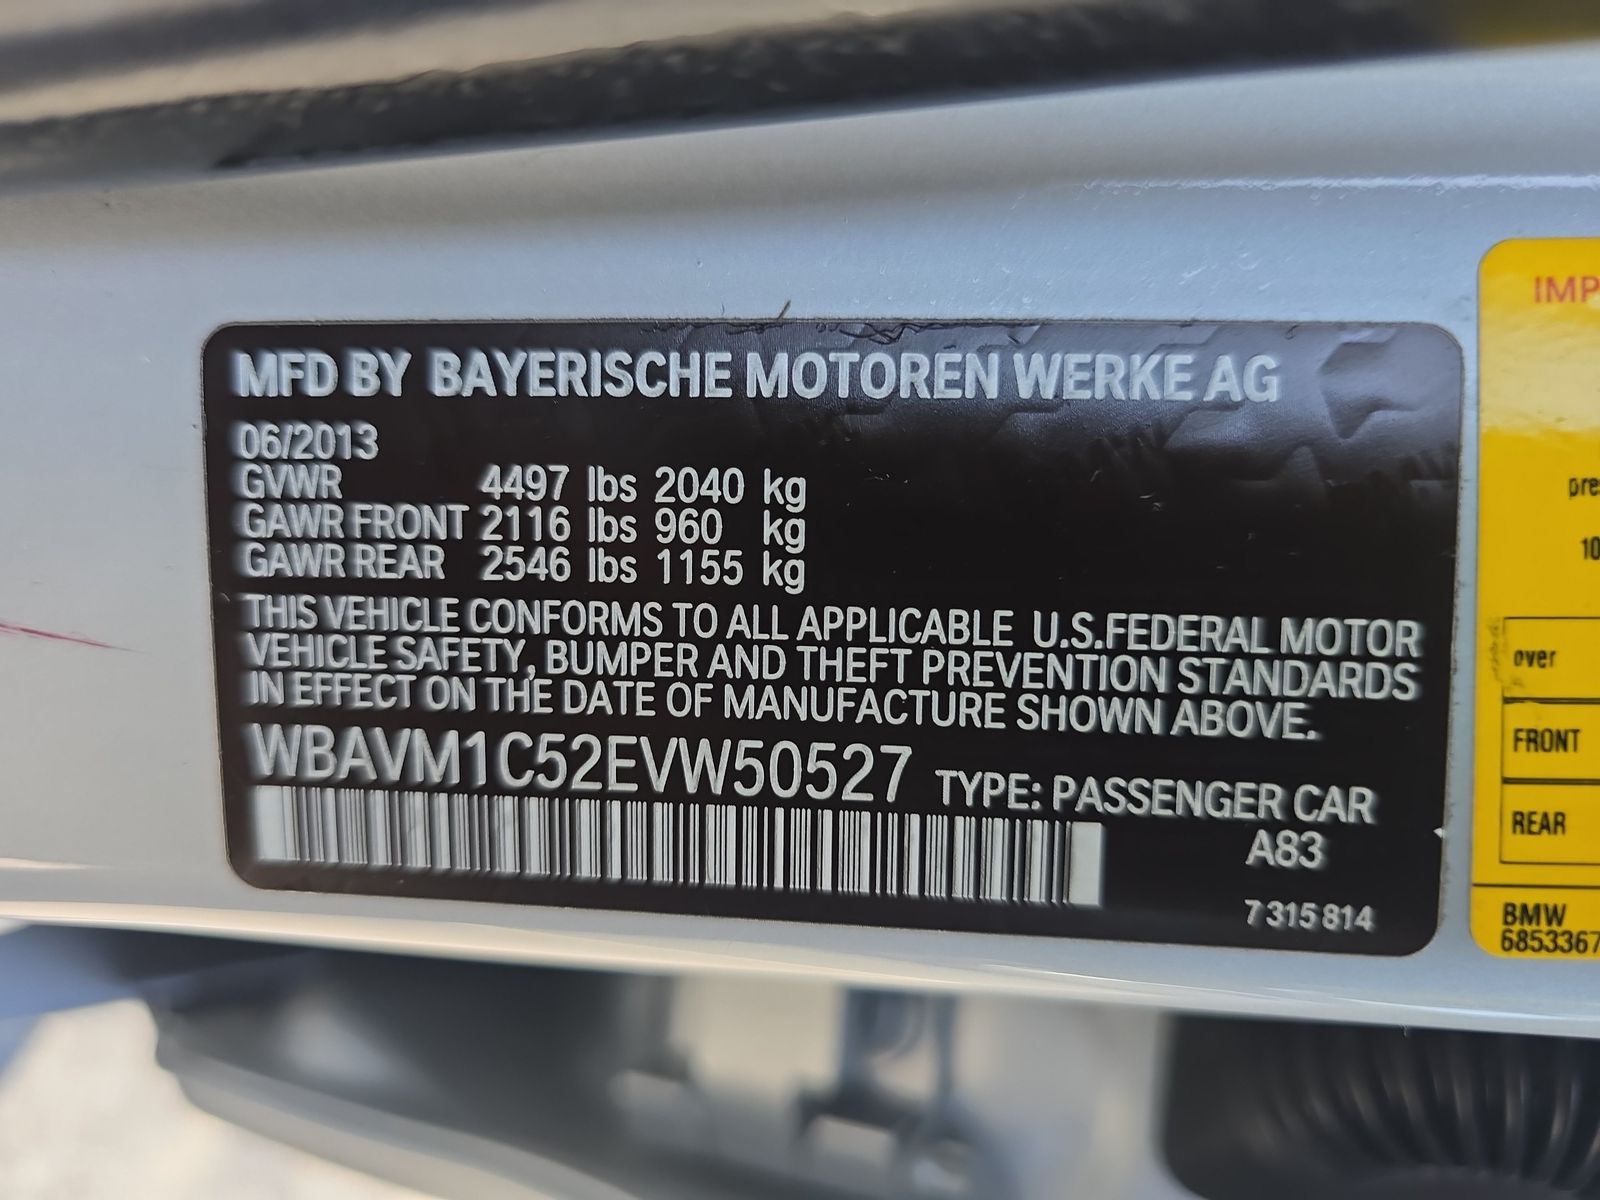 MFD BY BAYERISCHE MOTOREN WERKE AG
06/2013
GVWR 4497 lbs 2040 kg
GAWR FRONT 2116 lbs 960 kg
GAWR REAR 2546 lbs 1155 kg
THIS VEHICLE CONFORMS TO ALL APPLICABLE U.S.FEDERAL MOTOR
VEHICLE SAFETY, BUMPER AND THEFT PREVENTION STANDARDS
IN EFFECT ON THE DATE OF MANUFACTURE SHOWN ABOVE.
WBAVM1C52EVW50527 TYPE: PASSENGER CAR
A83
7 315 814
IMP
pres
10
over
FRONT
REAR
BMW
6853367